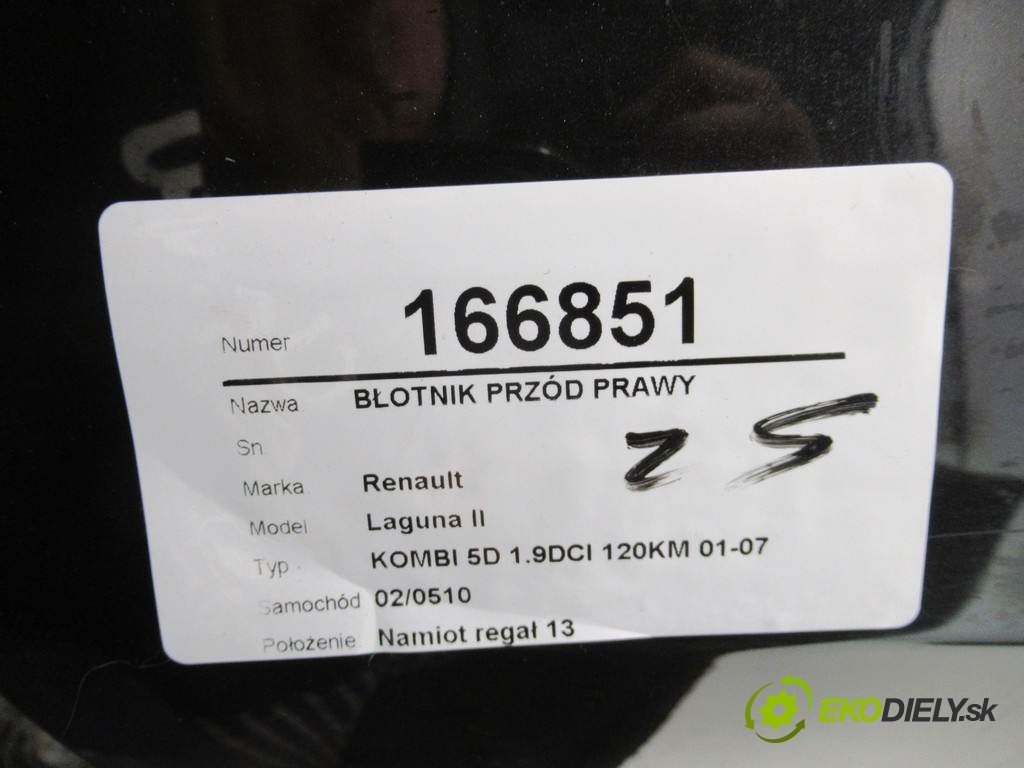 Numer 166851
Nazwa BŁOTNIK PRZÓD PRAWY
Sn
25
Marka Renault
Model Laguna II
Typ KOMBI 5D 1.9DCI 120KM 01-07
Samochód 02/0510
Położenie Namiot regał 13
EKODIELY.sk